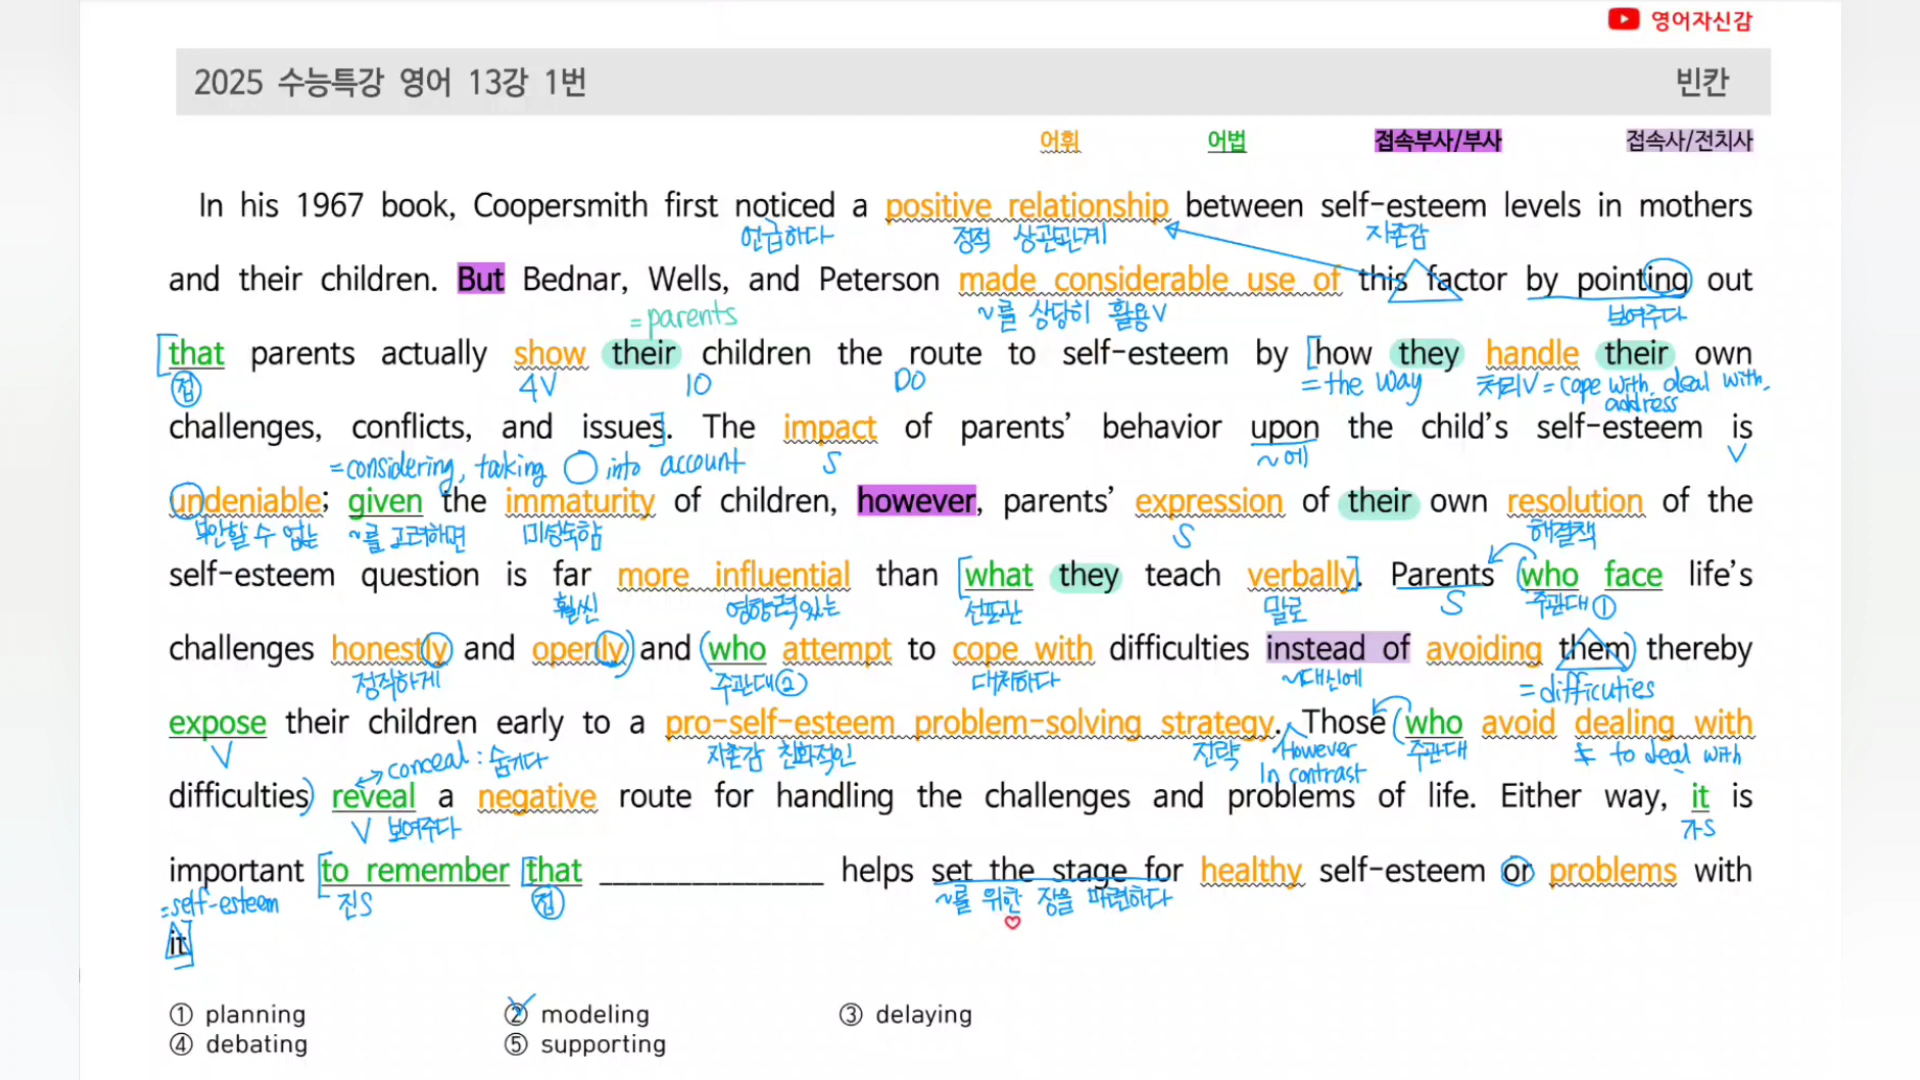 영어자신감
2025 수능특강 영어 13강 1번 빈칸
어휘 어법 접속부사/부사 접속사/전치사
In his 1967 book, Coopersmith first noticed a positive relationship between self-esteem levels in mothers
언급하다 정적 상관관계 자존감
and their children. But Bednar, Wells, and Peterson made considerable use of this factor by pointing out
=parents ~를 상당히 활용V 보여주다
that parents actually show their children the route to self-esteem by how they handle their own
접 4V IO DO =the way 처리V=cope with, deal with,
address
challenges, conflicts, and issues. The impact of parents' behavior upon the child's self-esteem is
=considering, taking ◯ into account S ~에 V
undeniable; given the immaturity of children, however, parents' expression of their own resolution of the
부인할 수 없는 ~를 고려하면 미성숙함 S 해결책
self-esteem question is far more influential than what they teach verbally. Parents who face life's
훨씬 영향력있는 선포관 말로 S 주관대①
challenges honestly and openly and who attempt to cope with difficulties instead of avoiding them thereby
정직하게 주관대② 대처하다 ~대신에 =difficuties
expose their children early to a pro-self-esteem problem-solving strategy. Those who avoid dealing with
V ↔conceal:숨기다 자존감 친화적인 전략 However 주관대 ≠ to deal with
In contrast
difficulties reveal a negative route for handling the challenges and problems of life. Either way, it is
V 보여주다 가S
important to remember that ________________ helps set the stage for healthy self-esteem or problems with
=self-esteem 진S 접 ~를 위한 장을 마련하다
it
① planning ② modeling ③ delaying
④ debating ⑤ supporting